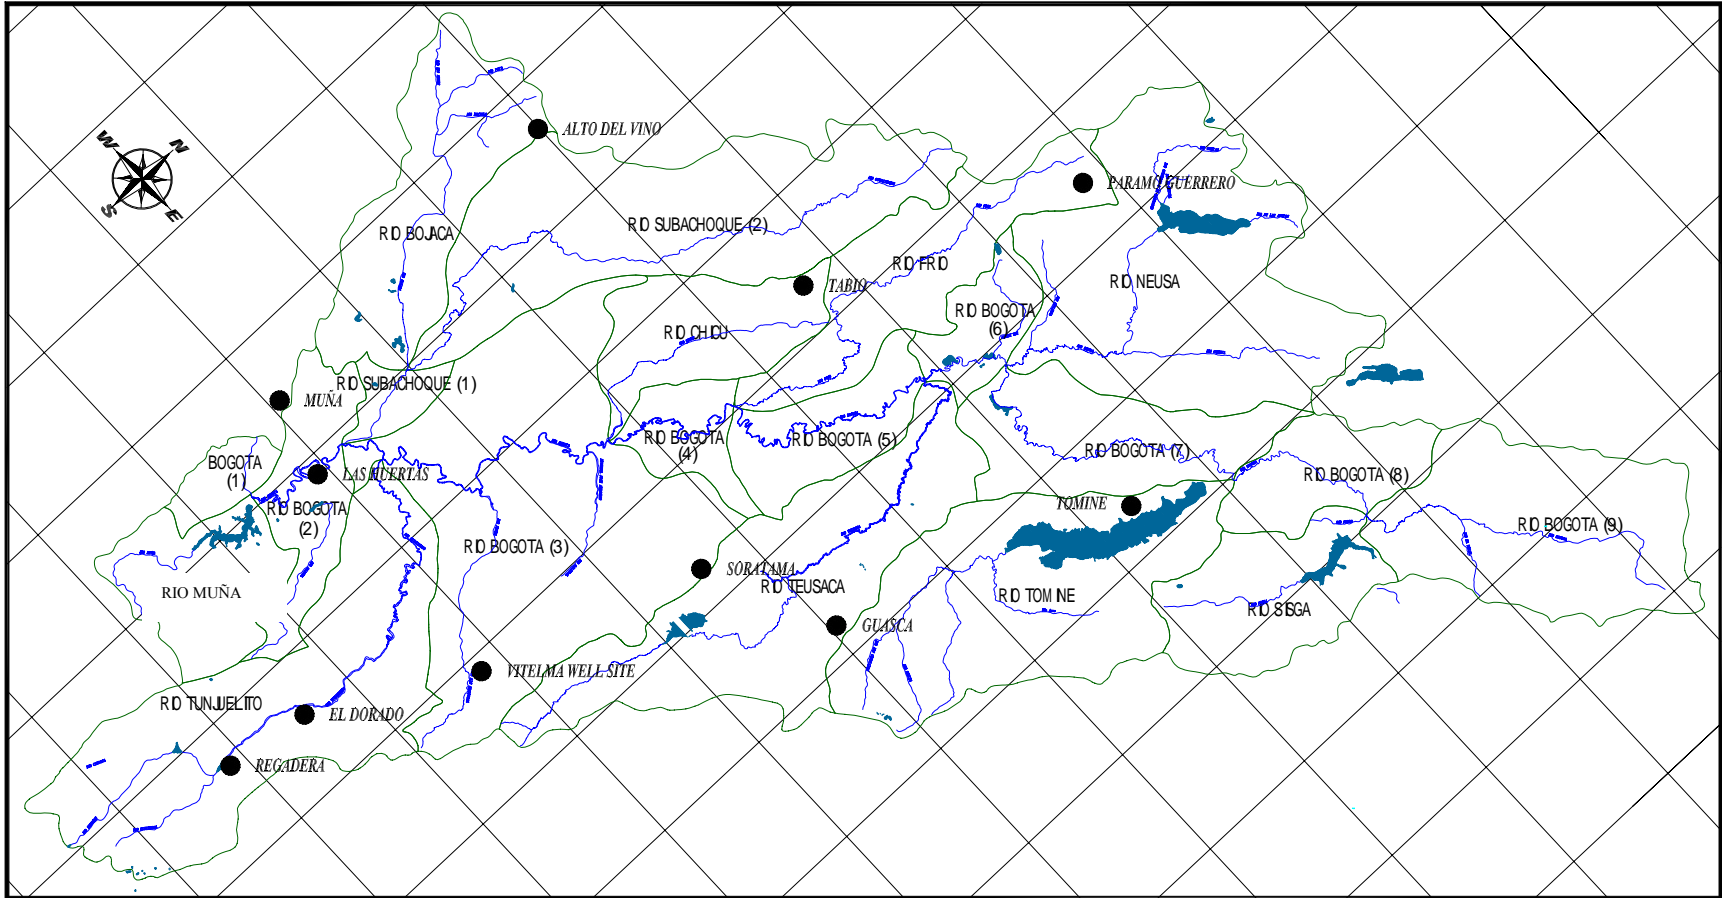 N
W
S
E
ALTO DEL VINO
PARAMO GUERRERO
RIO BOJACA
RIO SUBACHOQUE (2)
RIO FRIO
TABIO
RIO NEUSA
RIO BOGOTA
(6)
RIO CHICU
RIO SUBACHOQUE (1)
MUÑA
RIO BOGOTA
(4)
RIO BOGOTA (5)
RIO BOGOTA (7)
BOGOTA
(1)
LAS HUERTAS
RIO BOGOTA (8)
RIO BOGOTA
(2)
TOMINE
RIO BOGOTA (9)
RIO BOGOTA (3)
SORATAMA
RIO TEUSACA
RIO MUÑA
RIO TOMINE
RIO SISGA
GUASCA
VITELMA WELL SITE
RIO TUNJUELITO
EL DORADO
REGADERA